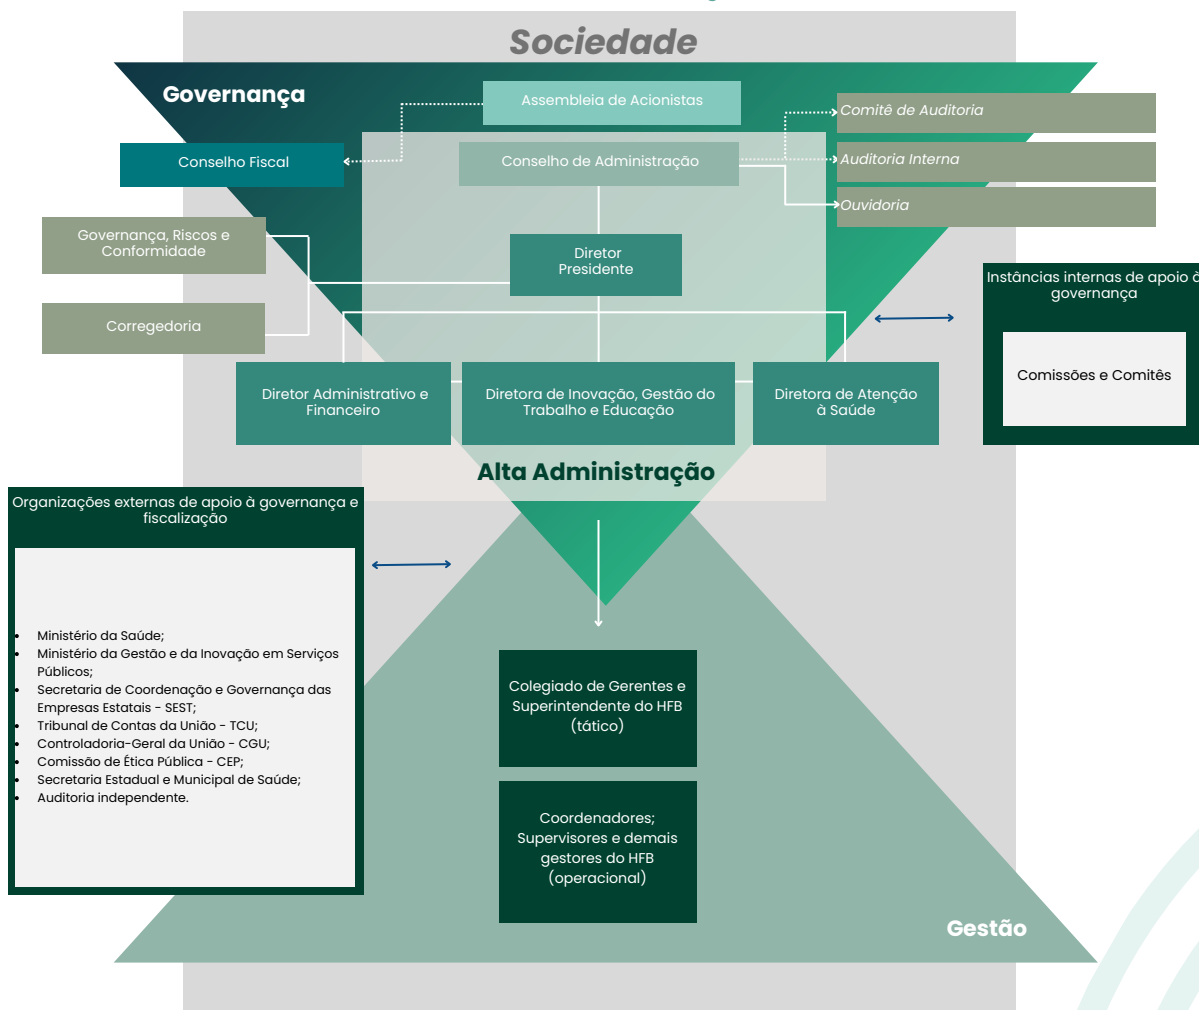 Sociedade
Governança
Assembleia de Acionistas
Comitê de Auditoria
Conselho Fiscal
Conselho de Administração
Auditoria Interna
Ouvidoria
Governança, Riscos e
Conformidade
Diretor
Presidente
Instâncias internas de apoio à
governança
Corregedoria
Comissões e Comitês
Diretor Administrativo e
Financeiro
Diretora de Inovação, Gestão do
Trabalho e Educação
Diretora de Atenção
à Saúde
Alta Administração
Organizações externas de apoio à governança e
fiscalização
• Ministério da Saúde;
• Ministério da Gestão e da Inovação em Serviços
Públicos;
• Secretaria de Coordenação e Governança das
Empresas Estatais - SEST;
• Tribunal de Contas da União - TCU;
• Controladoria-Geral da União - CGU;
• Comissão de Ética Pública - CEP;
• Secretaria Estadual e Municipal de Saúde;
• Auditoria independente.
Colegiado de Gerentes e
Superintendente do HFB
(tático)
Coordenadores;
Supervisores e demais
gestores do HFB
(operacional)
Gestão